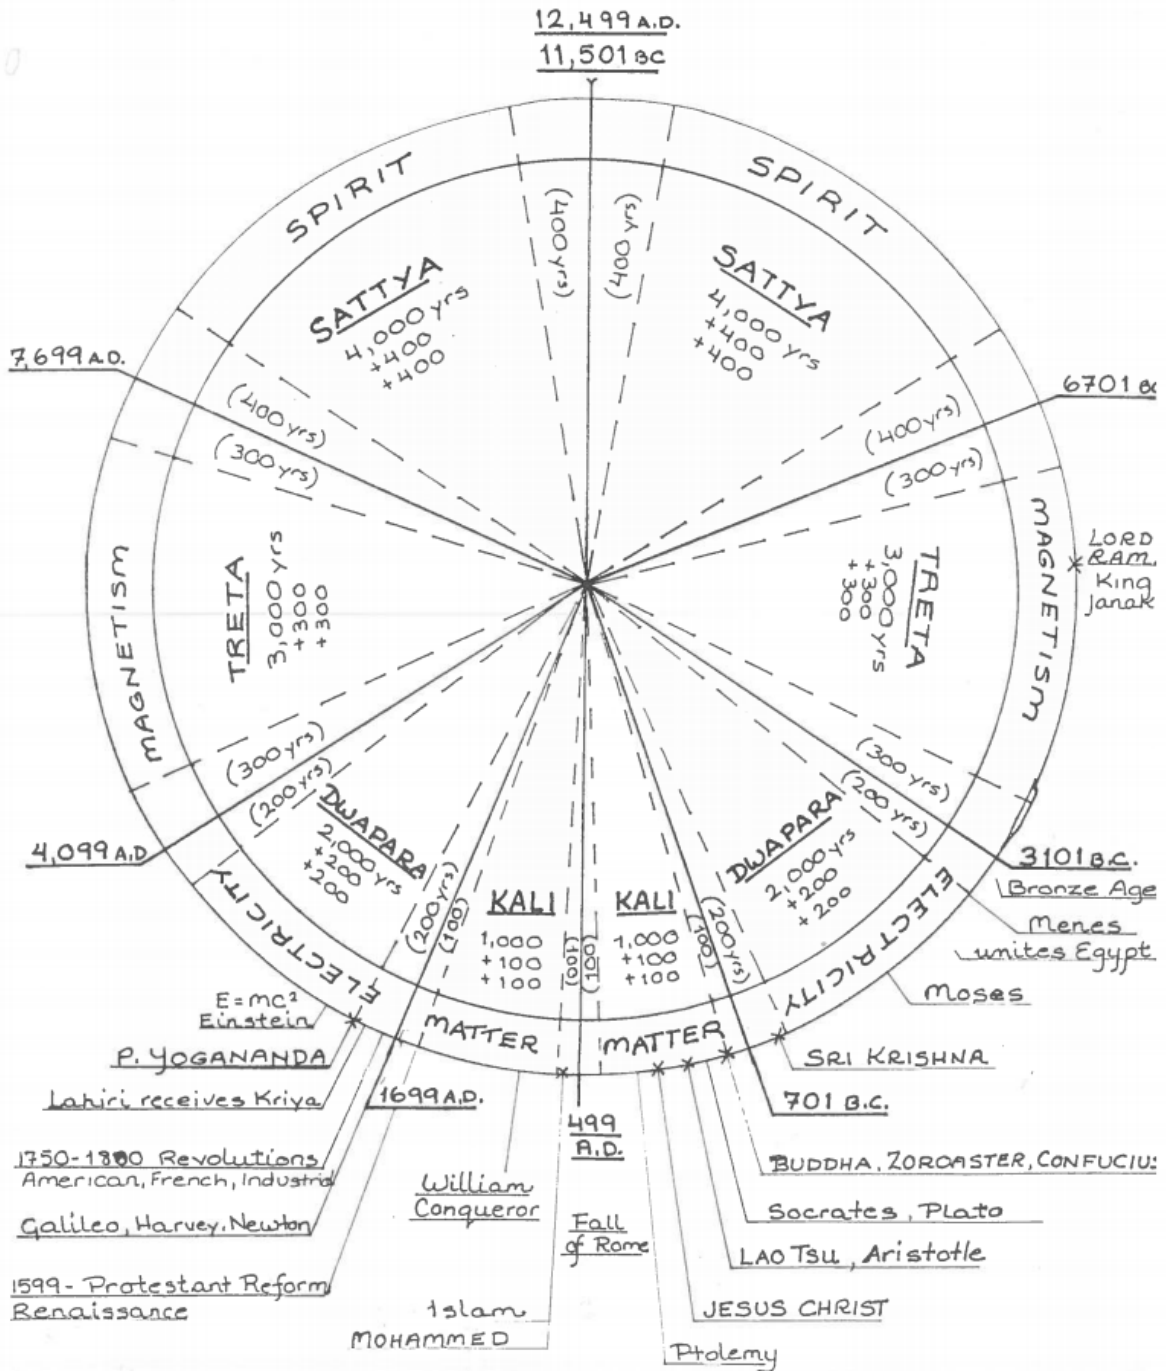 12,499 A.D.
11,501 BC
SPIRIT
SPIRIT
(400 yrs)
(400 yrs)
SATTYA
4,000 yrs
+400
+400
SATTYA
4,000 yrs
+400
+400
7,699 A.D.
6701 BC
(400 yrs)
(300 yrs)
(400 yrs)
(300 yrs)
MAGNETISM
TRETA
3,000 yrs
+300
+300
TRETA
3,000 yrs
+300
+300
MAGNETISM
LORD
RAM
King
Janak
(300 yrs)
(200 yrs)
(300 yrs)
(200 yrs)
4,099 A.D
3101 B.C.
DWAPARA
2,000 yrs
+200
+200
DWAPARA
2,000 yrs
+200
+200
Bronze Age
Menes
unites Egypt
Moses
ELECTRICITY
ELECTRICITY
(200 yrs)
(100)
KALI
1,000
+100
+100
(100)
(100)
KALI
1,000
+100
+100
(100)
(200 yrs)
MATTER
MATTER
E=mc²
Einstein
P. YOGANANDA
Lahiri receives Kriya
1699 A.D.
499
A.D.
701 B.C.
SRI KRISHNA
1750-1800 Revolutions
American, French, Industrial
Galileo, Harvey, Newton
1599 - Protestant Reform
Renaissance
William
Conqueror
Fall
of Rome
Islam
MOHAMMED
BUDDHA, ZOROASTER, CONFUCIUS
Socrates, Plato
LAO TSU, Aristotle
JESUS CHRIST
Ptolemy